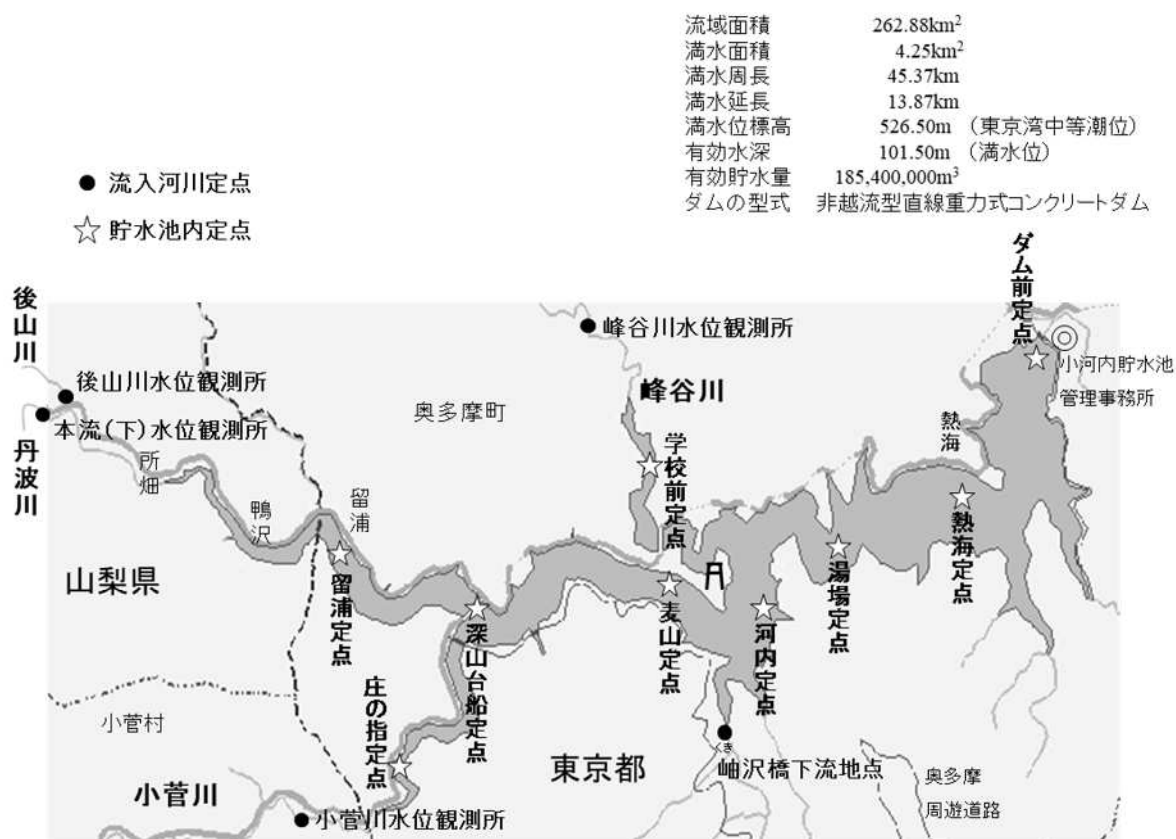 流域面積 262.88km²
満水面積 4.25km²
満水周長 45.37km
満水延長 13.87km
満水位標高 526.50m (東京湾中等潮位)
有効水深 101.50m (満水位)
有効貯水量 185,400,000m³
ダムの型式 非越流型直線重力式コンクリートダム
● 流入河川定点
☆ 貯水池内定点
ダム前定点
後山川
峰谷川水位観測所
小河内貯水池
管理事務所
後山川水位観測所
本流(下)水位観測所
丹波川
奥多摩町
峰谷川
学校前定点
熱海
所畑
鴨沢
留浦
山梨県
留浦定点
深山台船定点
麦山定点
河内定点
湯場定点
熱海定点
庄の指定点
小菅村
小菅川
小菅川水位観測所
東京都
くき
岫沢橋下流地点
奥多摩
周遊道路